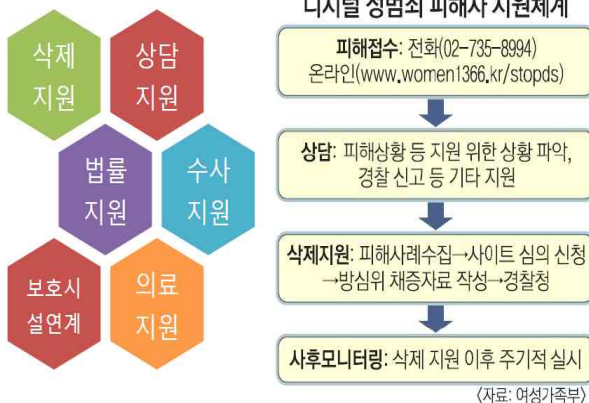 삭제
지원
상담
지원
법률
지원
수사
지원
보호시
설연계
의료
지원
디지털 성범죄 피해자 지원체계
피해접수: 전화(02-735-8994)
온라인(www.women1366.kr/stopds)
상담: 피해상황 등 지원 위한 상황 파악,
경찰 신고 등 기타 지원
삭제지원: 피해사례수집→사이트 심의 신청
→방심위 채증자료 작성→경찰청
사후모니터링: 삭제 지원 이후 주기적 실시
〈자료: 여성가족부〉